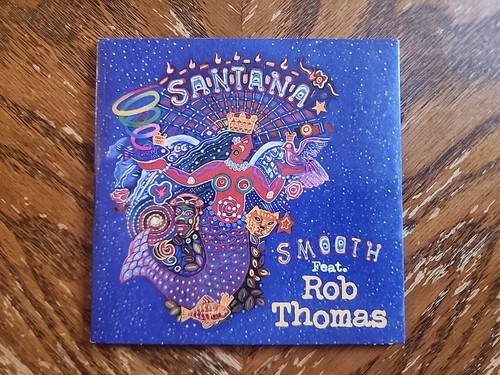 SANTANA
SMOOTH
Feat.
Rob
Thomas